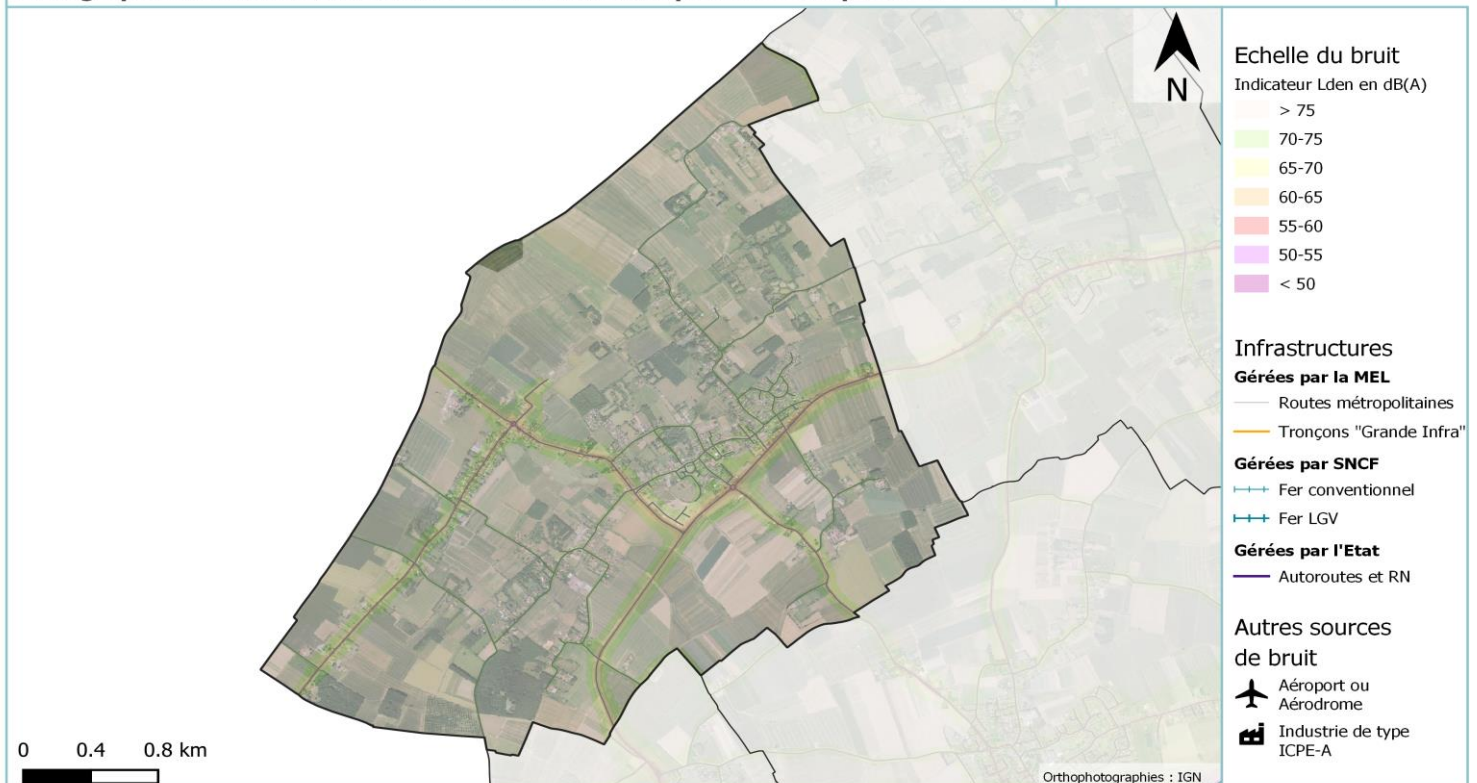 N
Echelle du bruit
Indicateur Lden en dB(A)
> 75
70-75
65-70
60-65
55-60
50-55
< 50
Infrastructures
Gérées par la MEL
Routes métropolitaines
Tronçons "Grande Infra"
Gérées par SNCF
Fer conventionnel
Fer LGV
Gérées par l'Etat
Autoroutes et RN
Autres sources
de bruit
Aéroport ou
Aérodrome
Industrie de type
ICPE-A
0 0.4 0.8 km
Orthophotographies : IGN